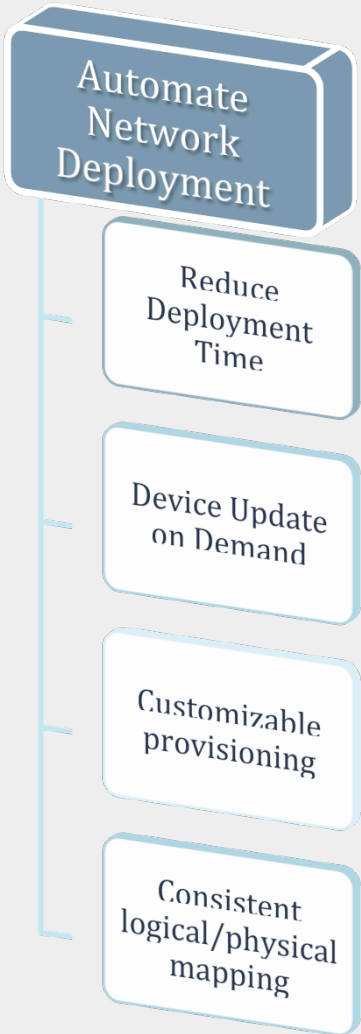 Automate
Network
Deployment
Reduce
Deployment
Time
Device Update
on Demand
Customizable
provisioning
Consistent
logical/physical
mapping